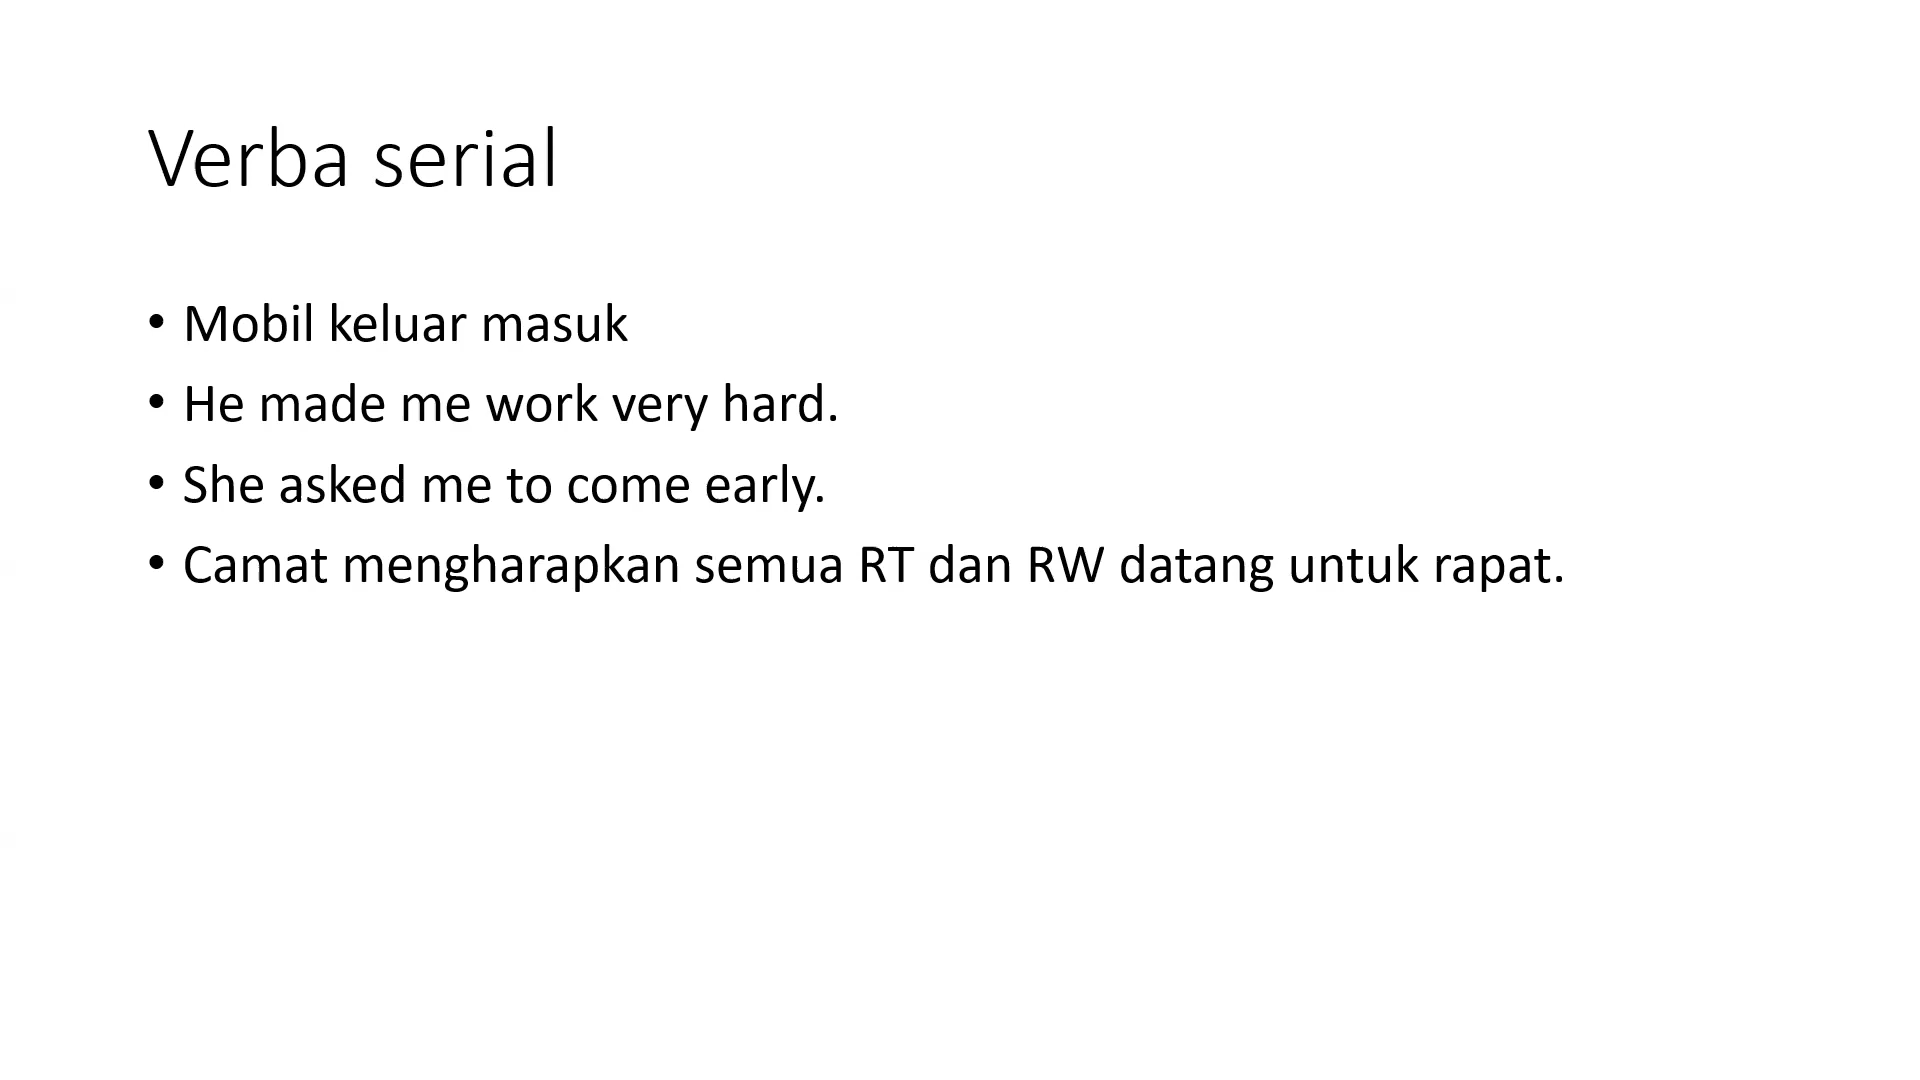 Verba serial
• Mobil keluar masuk
• He made me work very hard.
• She asked me to come early.
• Camat mengharapkan semua RT dan RW datang untuk rapat.